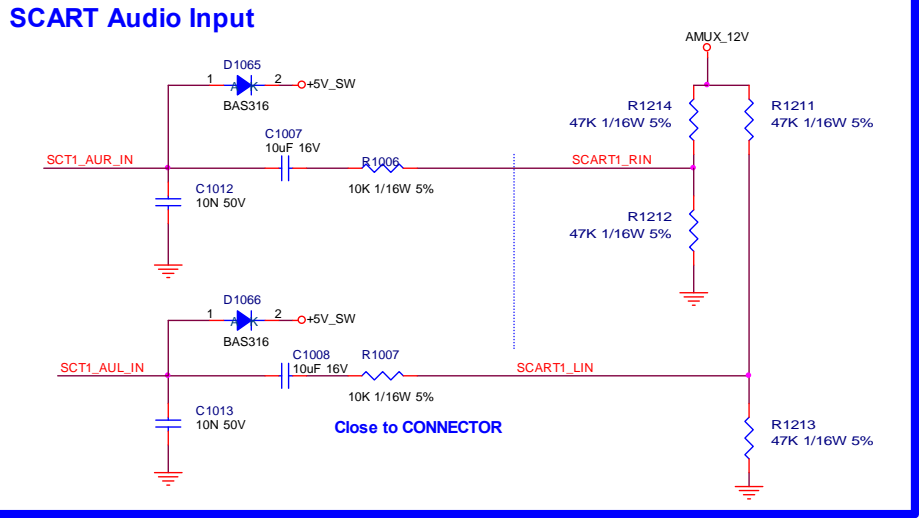 SCART Audio Input
AMUX_12V
D1065
1
2
+5V_SW
BAS316
R1214
47K 1/16W 5%
R1211
47K 1/16W 5%
C1007
10uF 16V
SCT1_AUR_IN
R1006
SCART1_RIN
C1012
10N 50V
10K 1/16W 5%
R1212
47K 1/16W 5%
D1066
1
2
+5V_SW
BAS316
C1008
10uF 16V
R1007
SCT1_AUL_IN
SCART1_LIN
10K 1/16W 5%
C1013
10N 50V
Close to CONNECTOR
R1213
47K 1/16W 5%